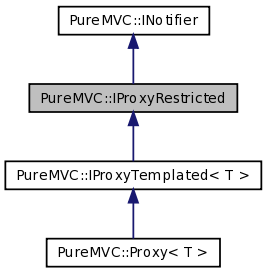 PureMVC::INotifier
PureMVC::IProxyRestricted
PureMVC::IProxyTemplated< T >
PureMVC::Proxy< T >